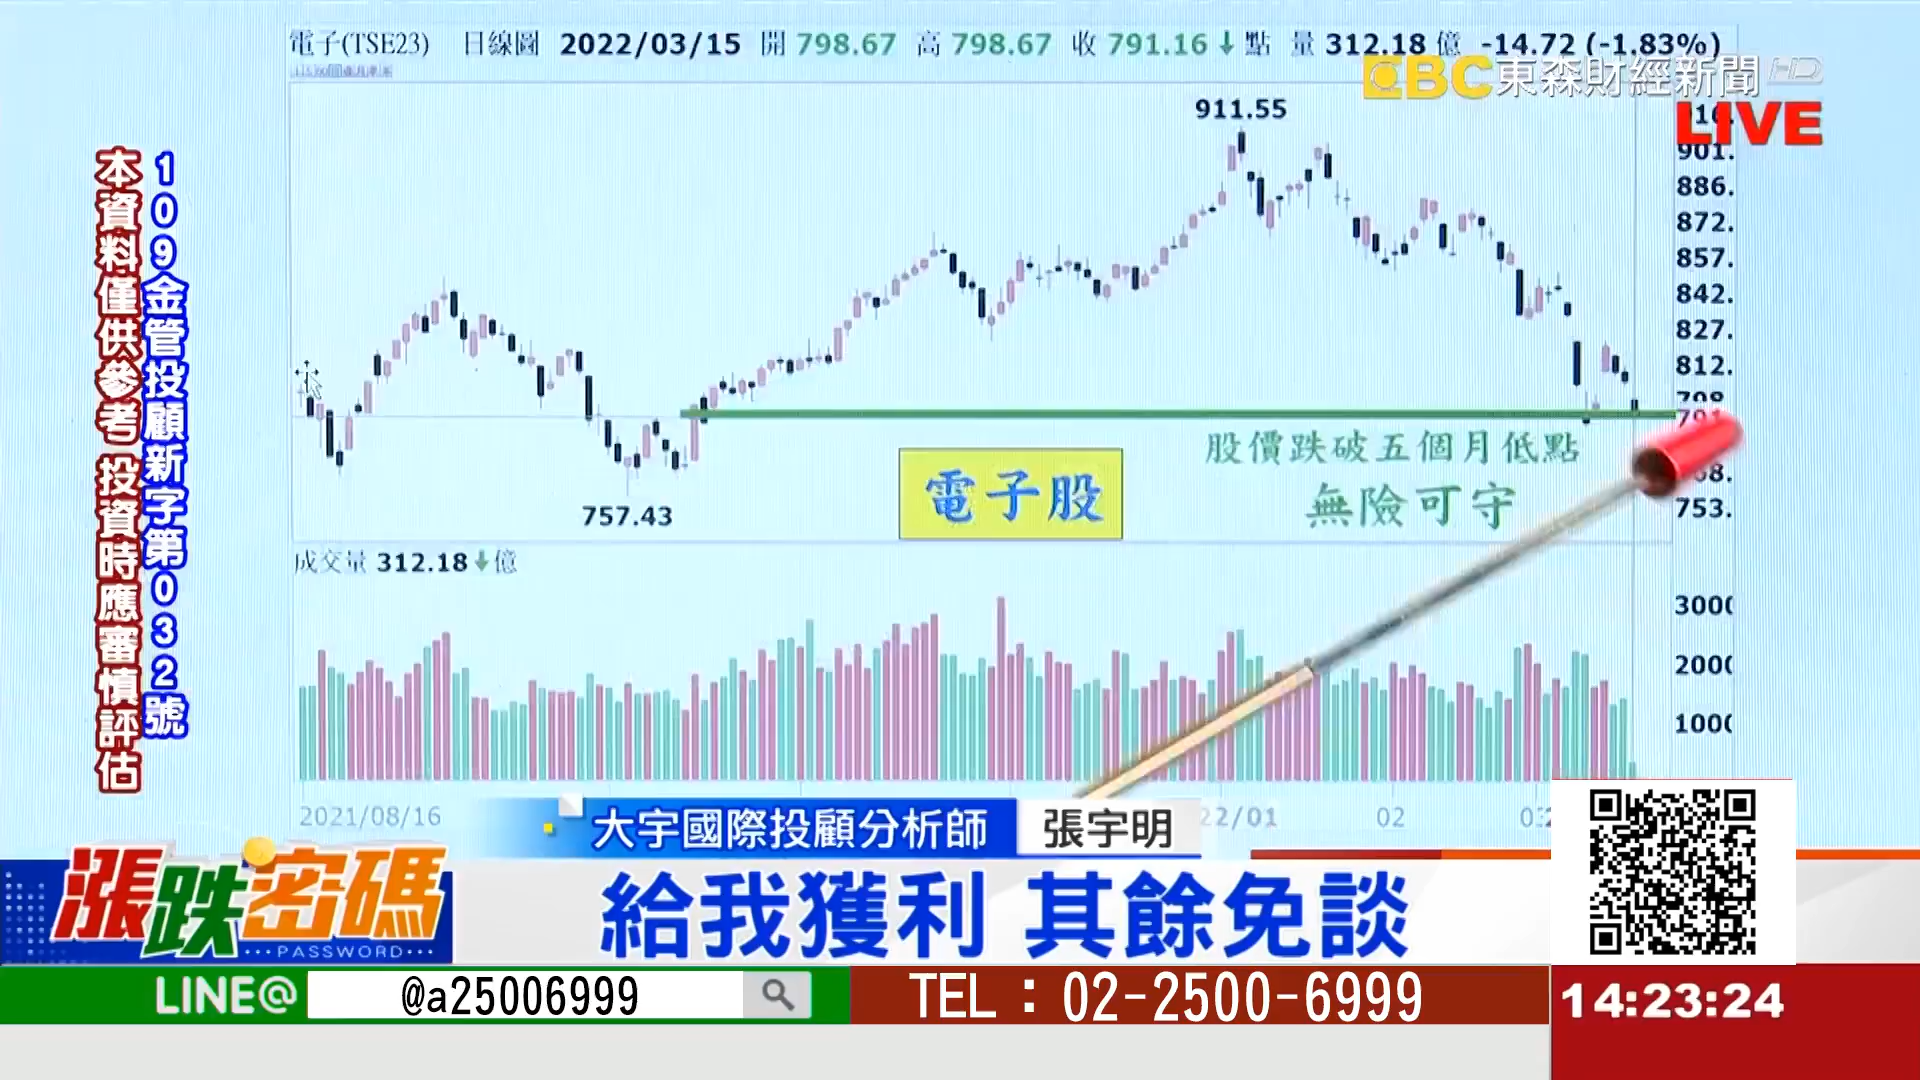 電子(TSE23) 日線圖 2022/03/15 開 798.67 高 798.67 收 791.16↓點 量 312.18 億 -14.72 (-1.83%)
EBC東森財經新聞 HD
LIVE
本資料僅供參考 投資時應審慎評估
109金管投顧新字第032號
911.55
901.
886.
872.
857.
842.
827.
812.
798
753.
股價跌破五個月低點
無險可守
電子股
757.43
成交量 312.18↓億
3000
2000
1000
2021/08/16
22/01
02
大宇國際投顧分析師 張宇明
漲跌密碼
PASSWORD
給我獲利 其餘免談
LINE@ @a25006999
TEL：02-2500-6999
14:23:24